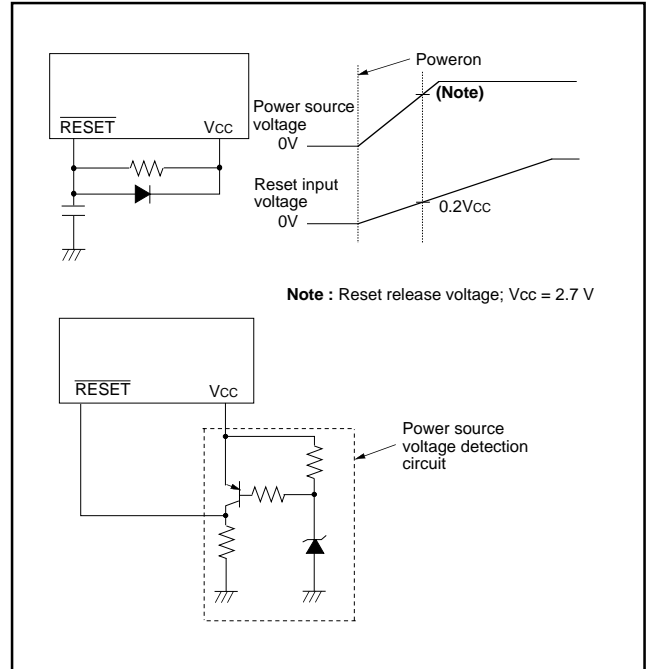 Poweron
(Note)
RESET Vcc
Power source
voltage
0V
Reset input
voltage
0V
0.2Vcc
Note : Reset release voltage; Vcc = 2.7 V
RESET Vcc
Power source
voltage detection
circuit